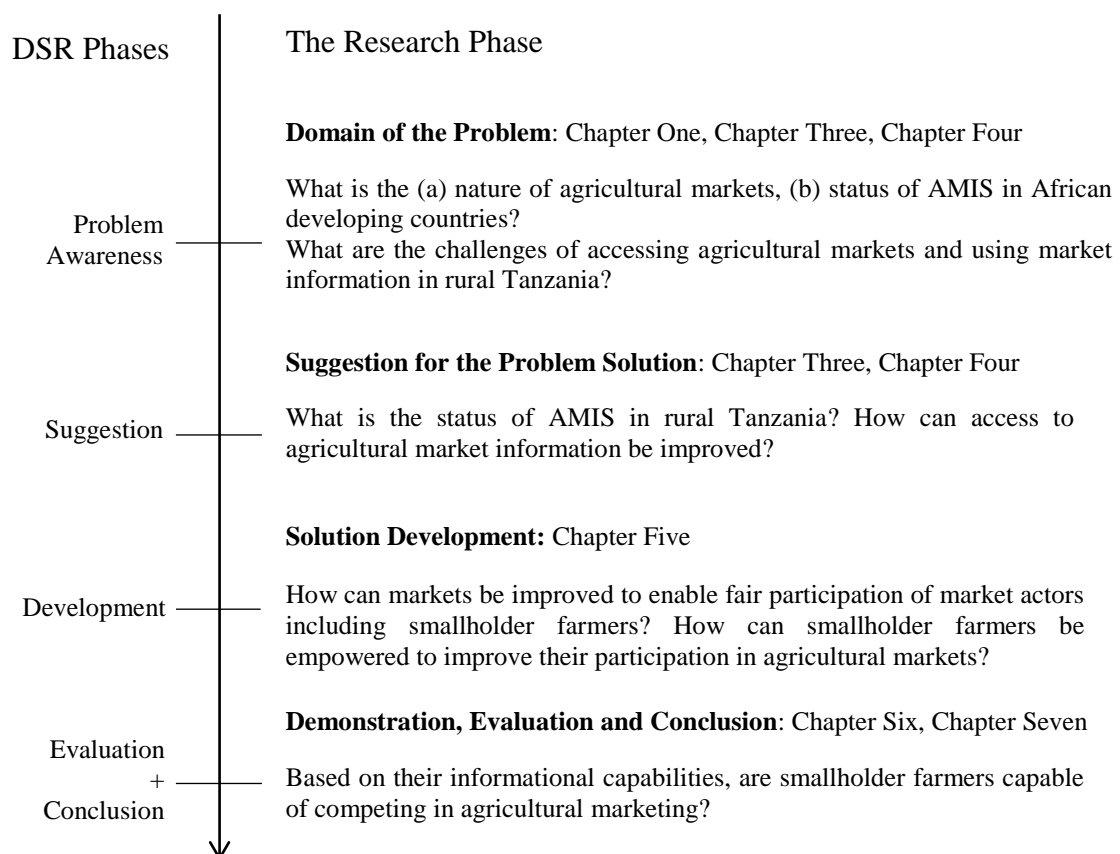 DSR Phases
The Research Phase
Domain of the Problem: Chapter One, Chapter Three, Chapter Four
Problem
Awareness
What is the (a) nature of agricultural markets, (b) status of AMIS in African
developing countries?
What are the challenges of accessing agricultural markets and using market
information in rural Tanzania?
Suggestion for the Problem Solution: Chapter Three, Chapter Four
Suggestion
What is the status of AMIS in rural Tanzania? How can access to
agricultural market information be improved?
Solution Development: Chapter Five
Development
How can markets be improved to enable fair participation of market actors
including smallholder farmers? How can smallholder farmers be
empowered to improve their participation in agricultural markets?
Demonstration, Evaluation and Conclusion: Chapter Six, Chapter Seven
Evaluation
+
Conclusion
Based on their informational capabilities, are smallholder farmers capable
of competing in agricultural marketing?